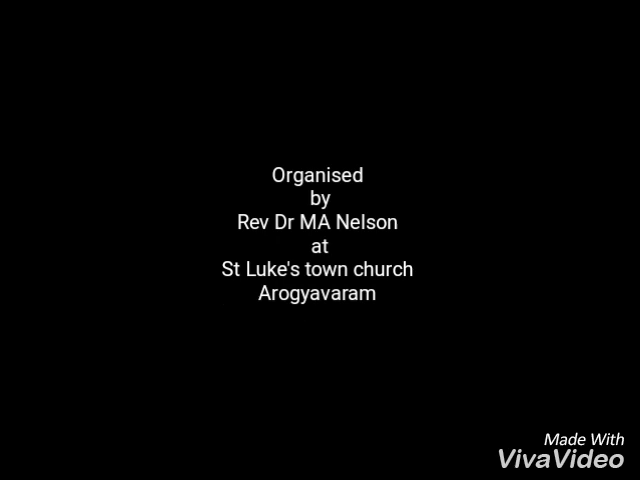 Organised
by
Rev Dr MA Nelson
at
St Luke's town church
Arogyavaram
Made With
VivaVideo